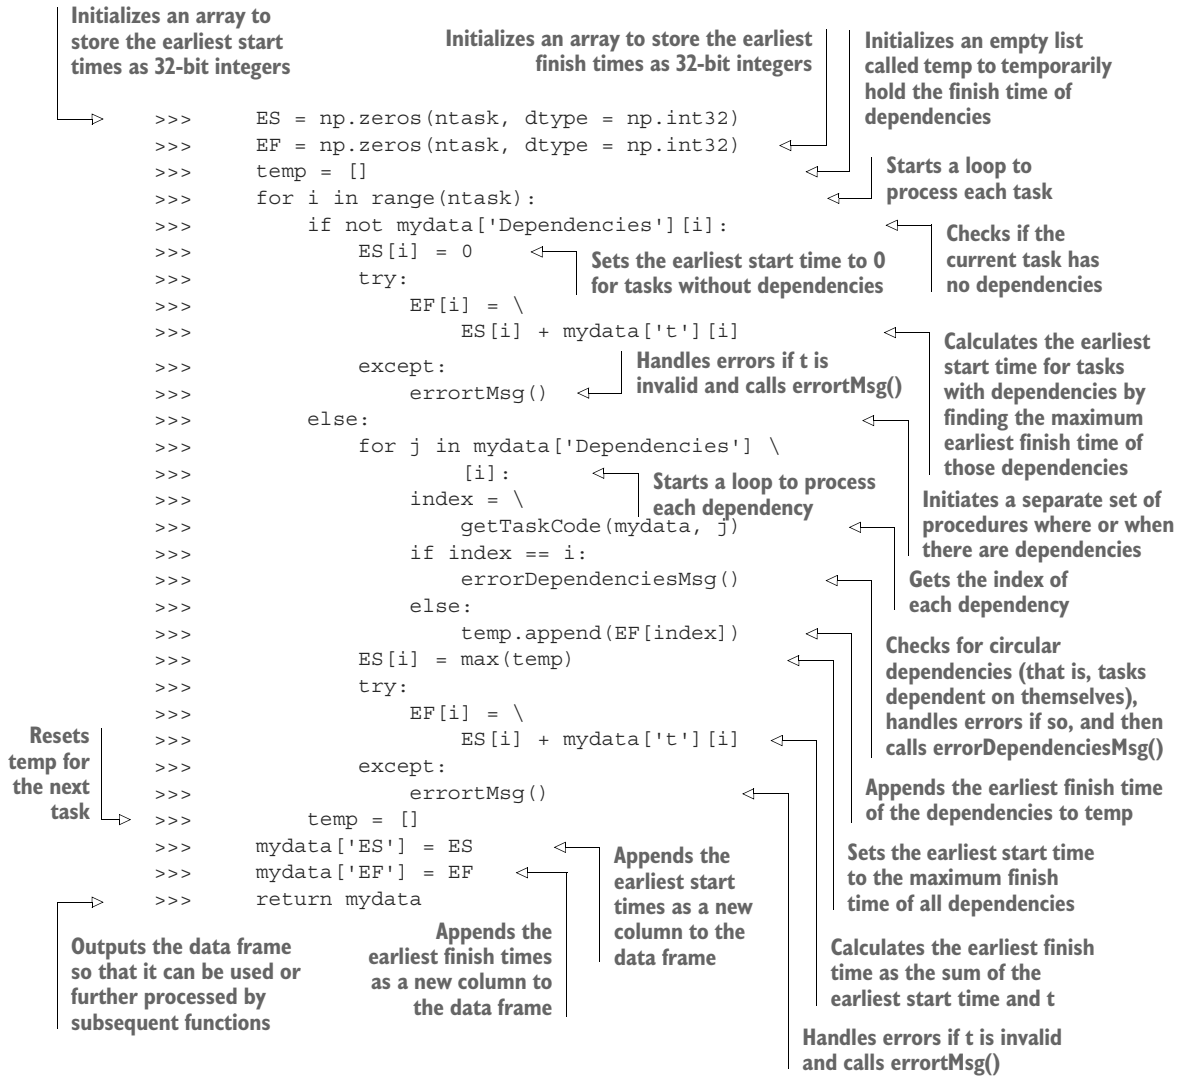 Initializes an array to
store the earliest start
times as 32-bit integers
Initializes an array to store the earliest
finish times as 32-bit integers
Initializes an empty list
called temp to temporarily
hold the finish time of
dependencies
>>> ES = np.zeros(ntask, dtype = np.int32)
>>> EF = np.zeros(ntask, dtype = np.int32)
>>> temp = []
Starts a loop to
process each task
>>> for i in range(ntask):
>>> if not mydata['Dependencies'][i]:
Checks if the
current task has
no dependencies
>>> ES[i] = 0
Sets the earliest start time to 0
for tasks without dependencies
>>> try:
>>> EF[i] = \
>>> ES[i] + mydata['t'][i]
Calculates the earliest
start time for tasks
with dependencies by
finding the maximum
earliest finish time of
those dependencies
>>> except:
Handles errors if t is
invalid and calls errortMsg()
>>> errortMsg()
>>> else:
Initiates a separate set of
procedures where or when
there are dependencies
>>> for j in mydata['Dependencies'] \
>>> [i]:
Starts a loop to process
each dependency
>>> index = \
>>> getTaskCode(mydata, j)
Gets the index of
each dependency
>>> if index == i:
>>> errorDependenciesMsg()
Checks for circular
dependencies (that is, tasks
dependent on themselves),
handles errors if so, and then
calls errorDependenciesMsg()
>>> else:
>>> temp.append(EF[index])
Appends the earliest finish time
of the dependencies to temp
>>> ES[i] = max(temp)
Sets the earliest start time
to the maximum finish
time of all dependencies
>>> try:
>>> EF[i] = \
>>> ES[i] + mydata['t'][i]
Calculates the earliest finish
time as the sum of the
earliest start time and t
>>> except:
>>> errortMsg()
Handles errors if t is invalid
and calls errortMsg()
Resets
temp for
the next
task
>>> temp = []
>>> mydata['ES'] = ES
Appends the
earliest start
times as a new
column to the
data frame
>>> mydata['EF'] = EF
Appends the
earliest finish times
as a new column to
the data frame
>>> return mydata
Outputs the data frame
so that it can be used or
further processed by
subsequent functions